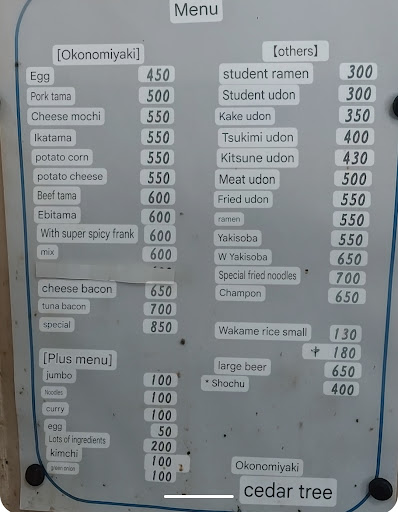 Menu
[Okonomiyaki]
Egg 450
Pork tama 500
Cheese mochi 550
Ikatama 550
potato corn 550
potato cheese 550
Beef tama 600
Ebitama 600
With super spicy frank 600
mix 600
cheese bacon 650
tuna bacon 700
special 850
[Plus menu]
jumbo 100
Noodles 100
curry 100
egg 50
Lots of ingredients 200
kimchi 100
green onion 100
【others】
student ramen 300
Student udon 300
Kake udon 350
Tsukimi udon 400
Kitsune udon 430
Meat udon 500
Fried udon 550
ramen 550
Yakisoba 550
W Yakisoba 650
Special fried noodles 700
Champon 650
Wakame rice small 130
中 180
large beer 650
* Shochu 400
Okonomiyaki
cedar tree